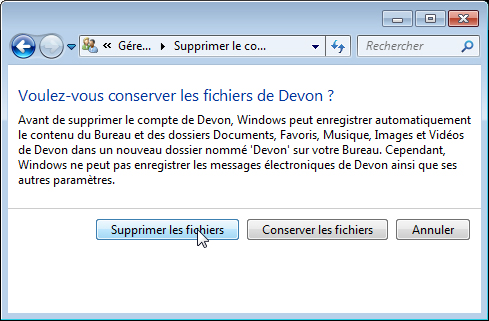 « Gére... Supprimer le co... Rechercher
Voulez-vous conserver les fichiers de Devon ?
Avant de supprimer le compte de Devon, Windows peut enregistrer automatiquement
le contenu du Bureau et des dossiers Documents, Favoris, Musique, Images et Vidéos
de Devon dans un nouveau dossier nommé 'Devon' sur votre Bureau. Cependant,
Windows ne peut pas enregistrer les messages électroniques de Devon ainsi que ses
autres paramètres.
Supprimer les fichiers Conserver les fichiers Annuler